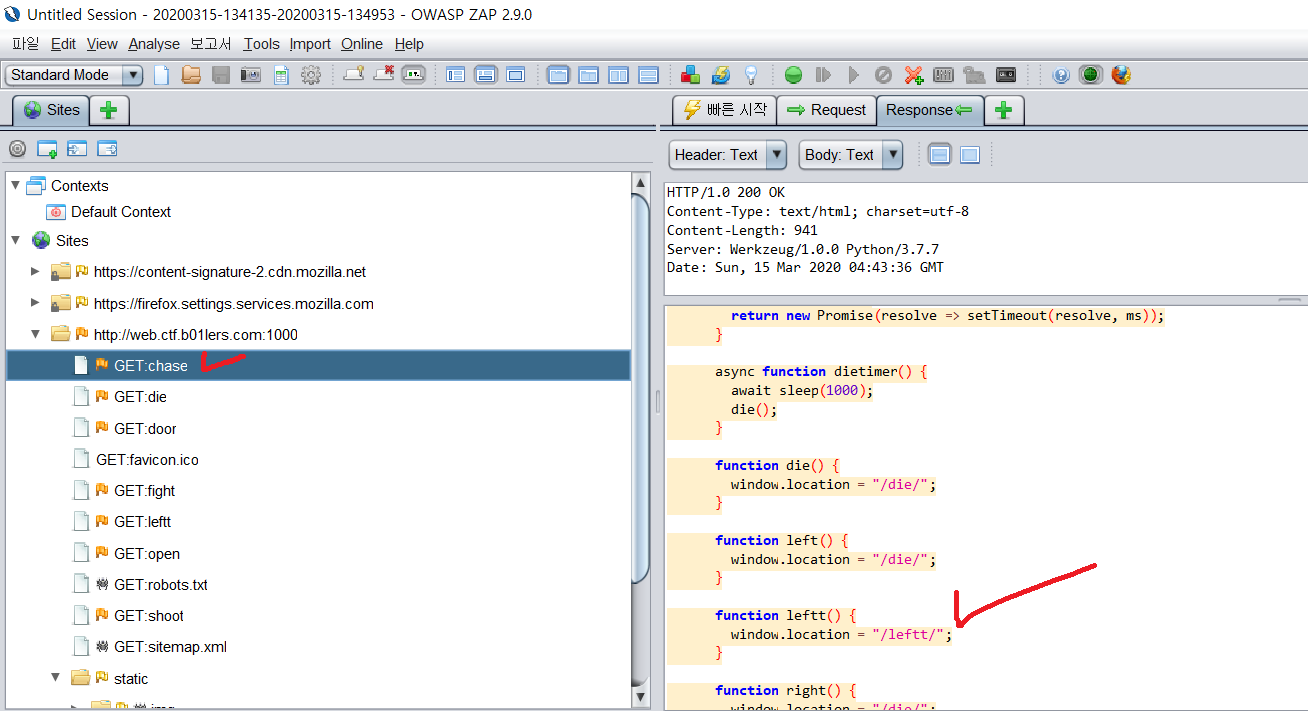 Untitled Session - 20200315-134135-20200315-134953 - OWASP ZAP 2.9.0
파일 Edit View Analyse 보고서 Tools Import Online Help
Standard Mode
Sites
빠른 시작 Request Response
Header: Text Body: Text
Contexts
Default Context
Sites
https://content-signature-2.cdn.mozilla.net
https://firefox.settings.services.mozilla.com
http://web.ctf.b01lers.com:1000
GET:chase
GET:die
GET:door
GET:favicon.ico
GET:fight
GET:leftt
GET:open
GET:robots.txt
GET:shoot
GET:sitemap.xml
static
HTTP/1.0 200 OK
Content-Type: text/html; charset=utf-8
Content-Length: 941
Server: Werkzeug/1.0.0 Python/3.7.7
Date: Sun, 15 Mar 2020 04:43:36 GMT
return new Promise(resolve => setTimeout(resolve, ms));
}
async function dietimer() {
await sleep(1000);
die();
}
function die() {
window.location = "/die/";
}
function left() {
window.location = "/die/";
}
function leftt() {
window.location = "/leftt/";
}
function right() {
window.location = "/die/";